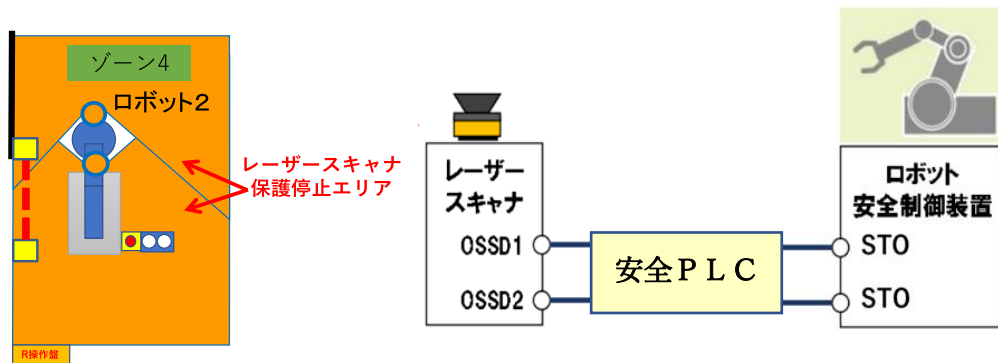 ゾーン4
ロボット2
レーザースキャナ
保護停止エリア
R操作盤
レーザー
スキャナ
OSSD1
OSSD2
安全PLC
ロボット
安全制御装置
STO
STO